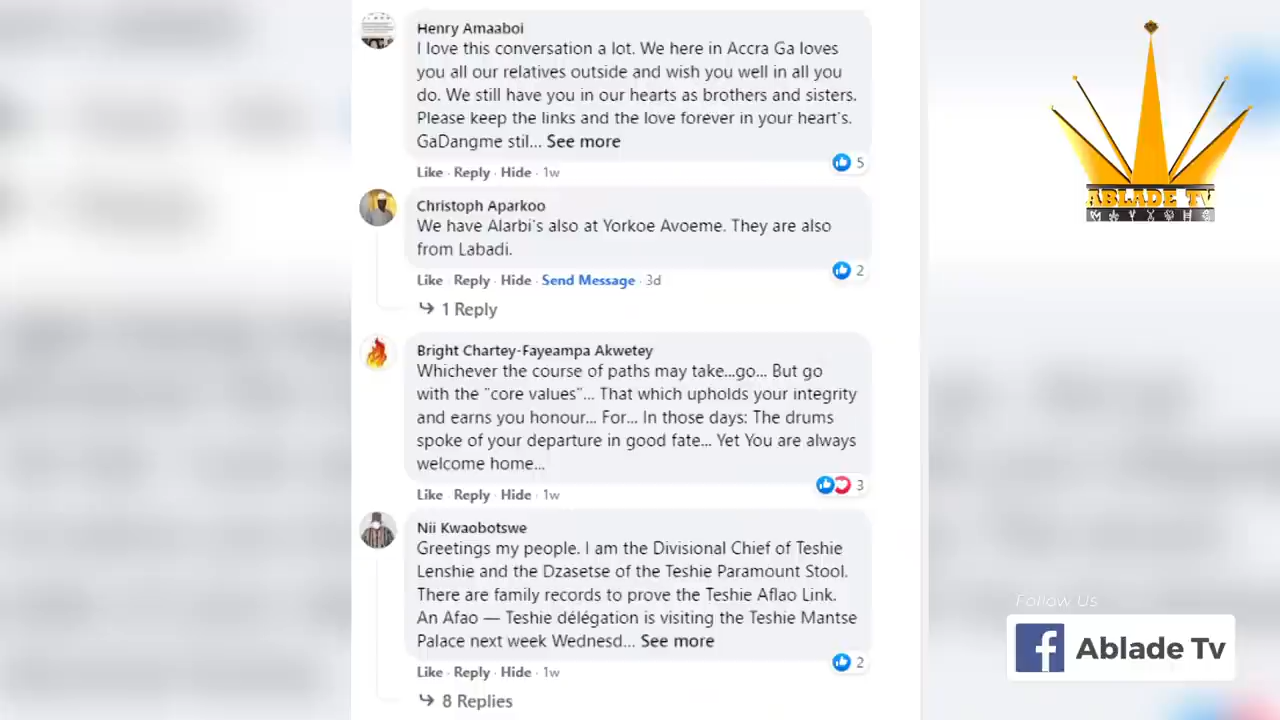 Henry Amaaboi
I love this conversation a lot. We here in Accra Ga loves
you all our relatives outside and wish you well in all you
do. We still have you in our hearts as brothers and sisters.
Please keep the links and the love forever in your heart's.
GaDangme stil... See more
5
Like · Reply · Hide · 1w
Christoph Aparkoo
We have Alarbi's also at Yorkoe Avoeme. They are also
from Labadi.
2
Like · Reply · Hide · Send Message · 3d
1 Reply
Bright Chartey-Fayeampa Akwetey
Whichever the course of paths may take...go... But go
with the "core values"... That which upholds your integrity
and earns you honour... For... In those days: The drums
spoke of your departure in good fate... Yet You are always
welcome home...
3
Like · Reply · Hide · 1w
Nii Kwaobotswe
Greetings my people. I am the Divisional Chief of Teshie
Lenshie and the Dzasetse of the Teshie Paramount Stool.
There are family records to prove the Teshie Aflao Link.
An Afao — Teshie délégation is visiting the Teshie Mantse
Palace next week Wednesd... See more
2
Like · Reply · Hide · 1w
8 Replies
ABLADE TV
Follow Us
f Ablade Tv